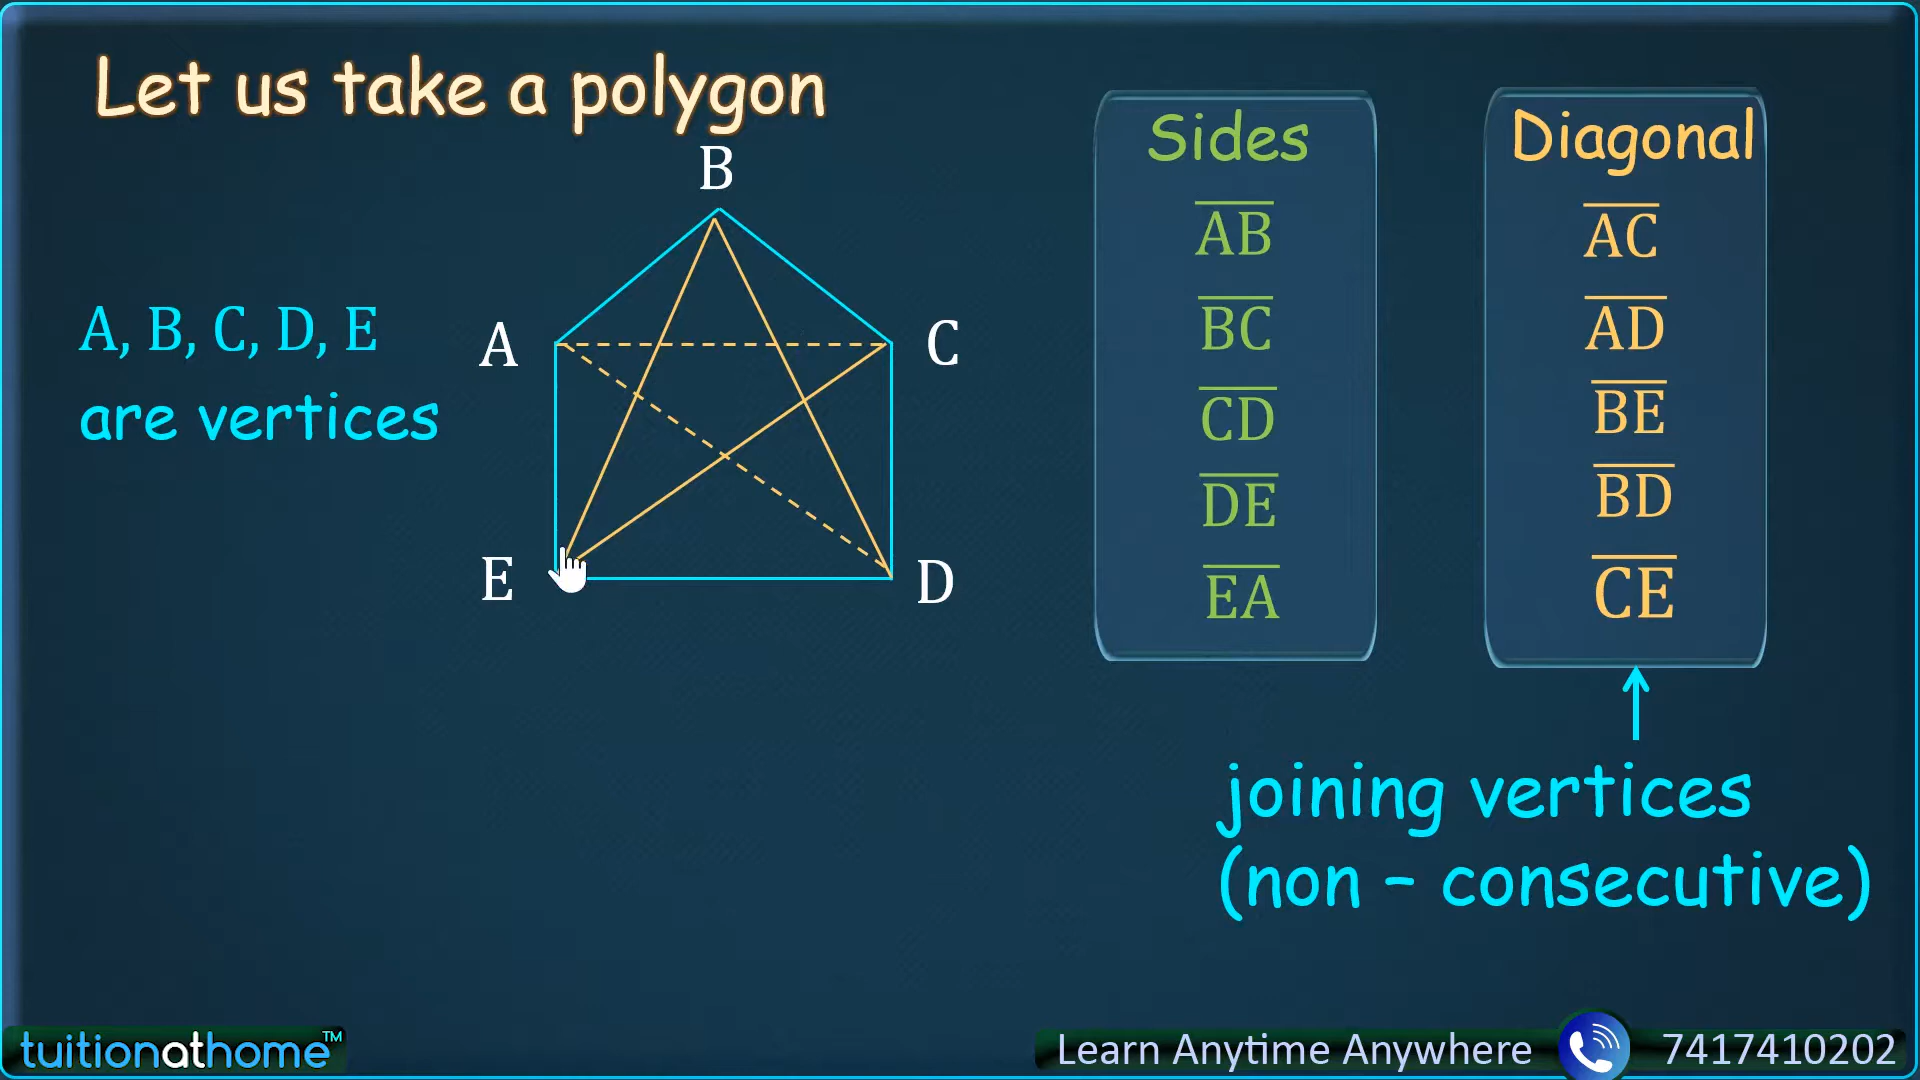 Let us take a polygon
A, B, C, D, E
are vertices
B
A
C
E
D
Sides
AB
BC
CD
DE
EA
Diagonal
AC
AD
BE
BD
CE
joining vertices
(non – consecutive)
tuitionathome™
Learn Anytime Anywhere
7417410202